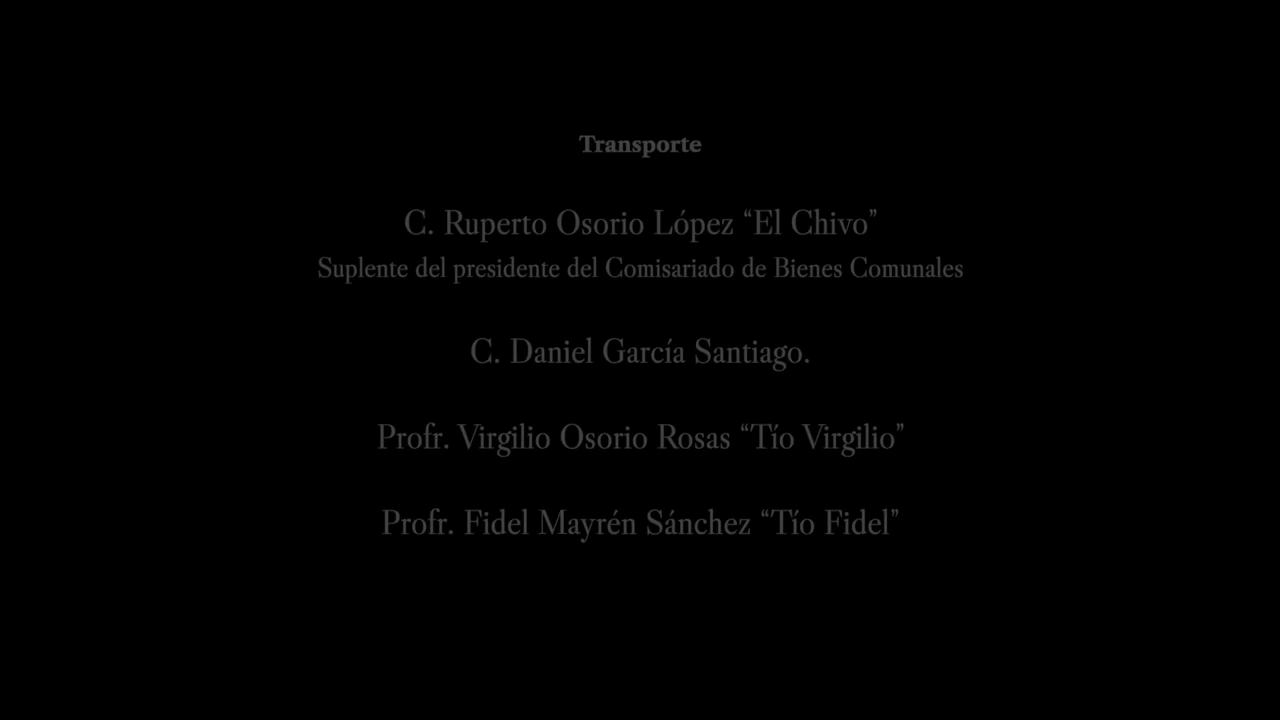 Transporte
C. Ruperto Osorio López “El Chivo”
Suplente del presidente del Comisariado de Bienes Comunales
C. Daniel García Santiago.
Profr. Virgilio Osorio Rosas “Tío Virgilio”
Profr. Fidel Mayrén Sánchez “Tío Fidel”